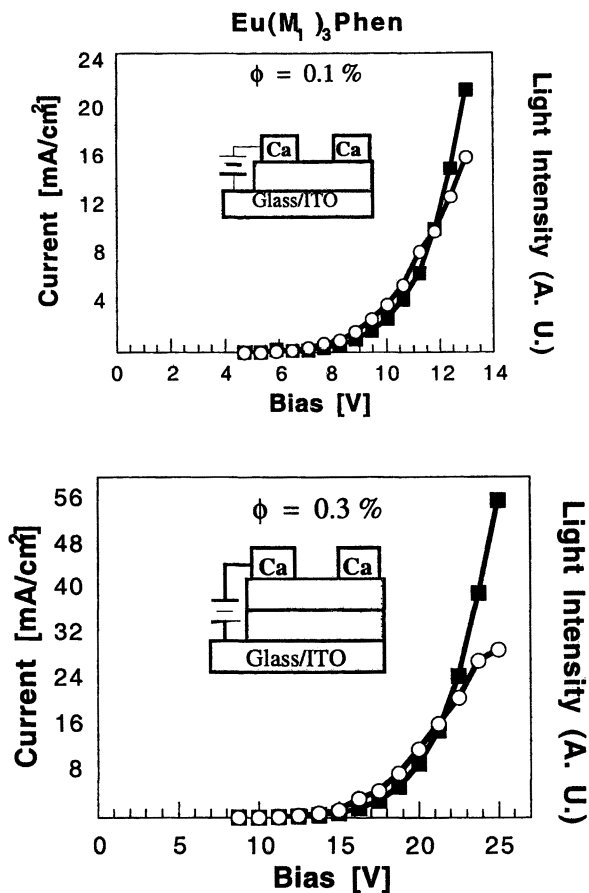 Eu(M₁)₃Phen
24
20
16
12
8
4
Current [mA/cm²]
ϕ = 0.1 %
Ca Ca
Glass/ITO
Light Intensity (A. U.)
0 2 4 6 8 10 12 14
Bias [V]
56
48
40
32
24
16
8
Current [mA/cm²]
ϕ = 0.3 %
Ca Ca
Glass/ITO
Light Intensity (A. U.)
0 5 10 15 20 25
Bias [V]